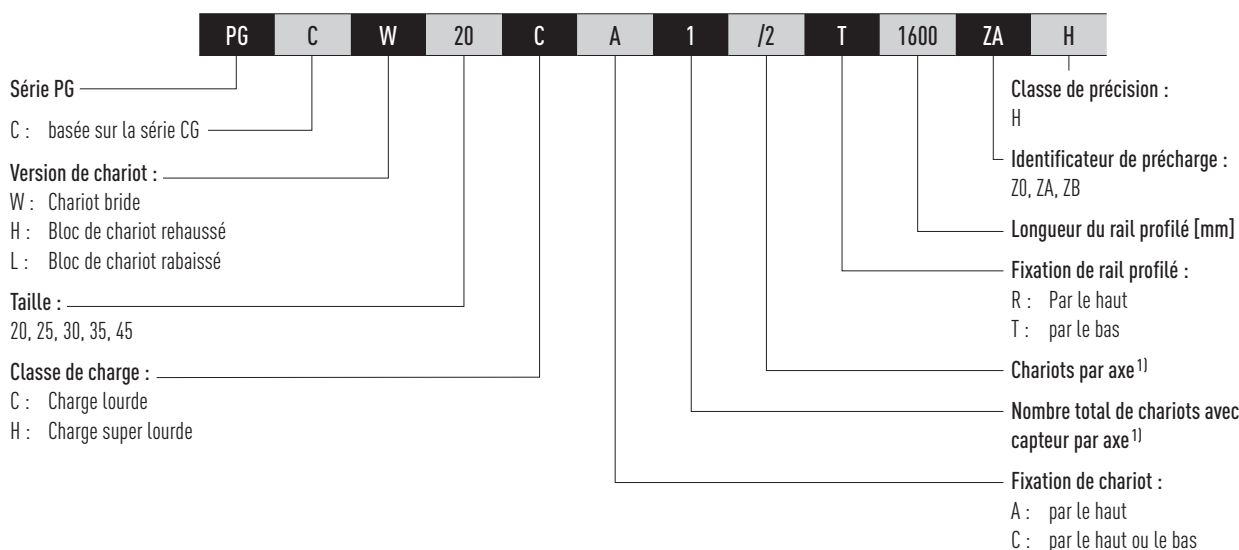 PG C W 20 C A 1 /2 T 1600 ZA H
Série PG
C : basée sur la série CG
Version de chariot :
W : Chariot bride
H : Bloc de chariot rehaussé
L : Bloc de chariot rabaissé
Taille :
20, 25, 30, 35, 45
Classe de charge :
C : Charge lourde
H : Charge super lourde
Classe de précision :
H
Identificateur de précharge :
Z0, ZA, ZB
Longueur du rail profilé [mm]
Fixation de rail profilé :
R : Par le haut
T : par le bas
Chariots par axe 1)
Nombre total de chariots avec
capteur par axe 1)
Fixation de chariot :
A : par le haut
C : par le haut ou le bas